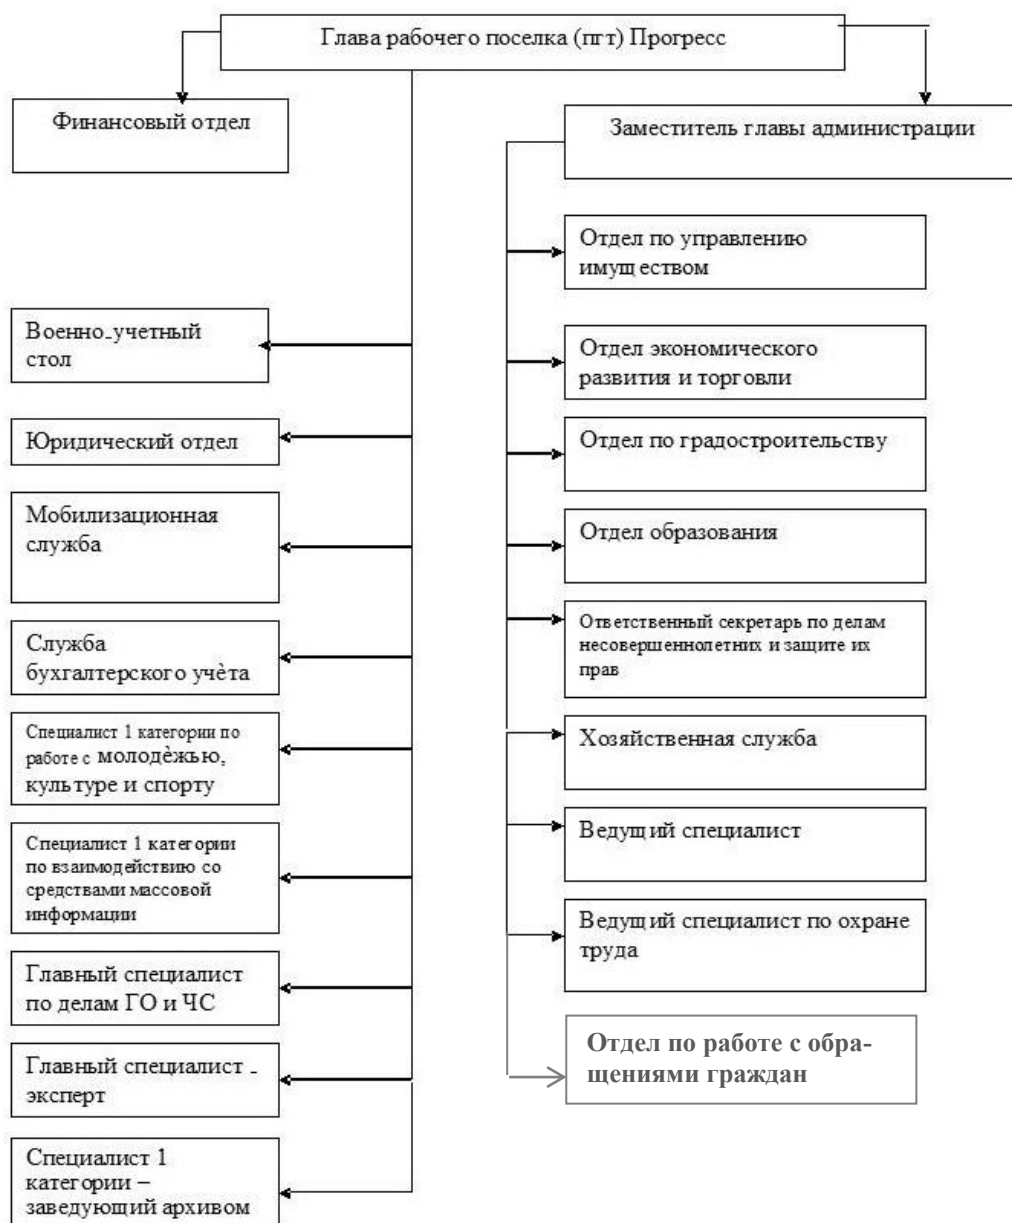 Глава рабочего поселка (пгт) Прогресс
Финансовый отдел
Заместитель главы администрации
Военно-учетный
стол
Юридический отдел
Мобилизационная
служба
Служба
бухгалтерского учѐта
Специалист 1 категории по
работе с молодѐжью,
культуре и спорту
Специалист 1 категории
по взаимодействию со
средствами массовой
информации
Главный специалист
по делам ГО и ЧС
Главный специалист -
эксперт
Специалист 1
категории –
заведующий архивом
Отдел по управлению
имуществом
Отдел экономического
развития и торговли
Отдел по градостроительству
Отдел образования
Ответственный секретарь по делам
несовершеннолетних и защите их
прав
Хозяйственная служба
Ведущий специалист
Ведущий специалист по охране
труда
Отдел по работе с обра-
щениями граждан